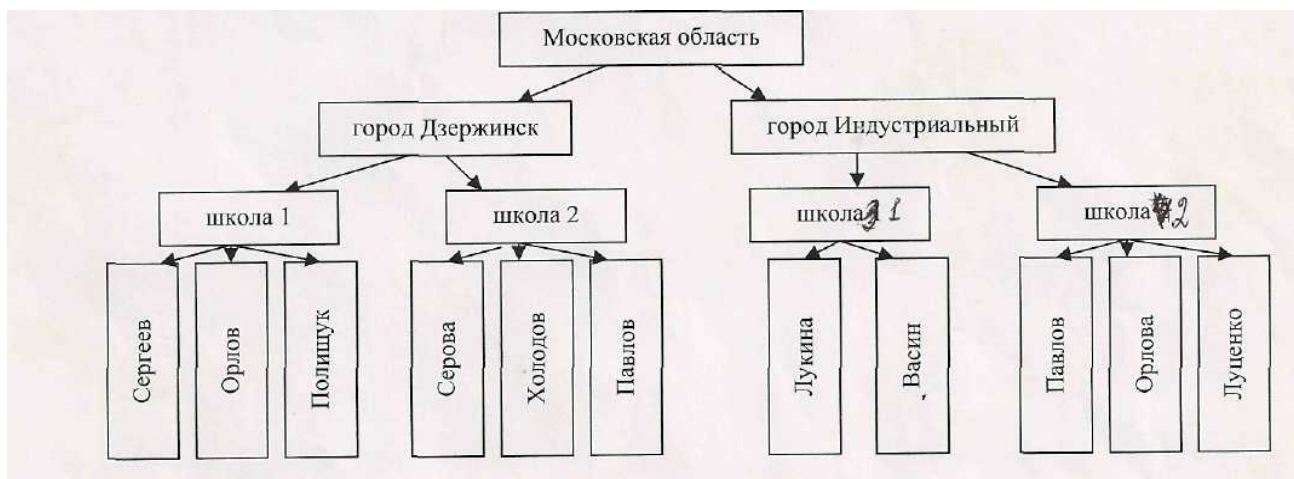 Московская область
город Дзержинск
город Индустриальный
школа 1
школа 2
школа 1
школа 2
Сергеев
Орлов
Полищук
Серова
Холодов
Павлов
Лукина
Васин
Павлов
Орлова
Луценко